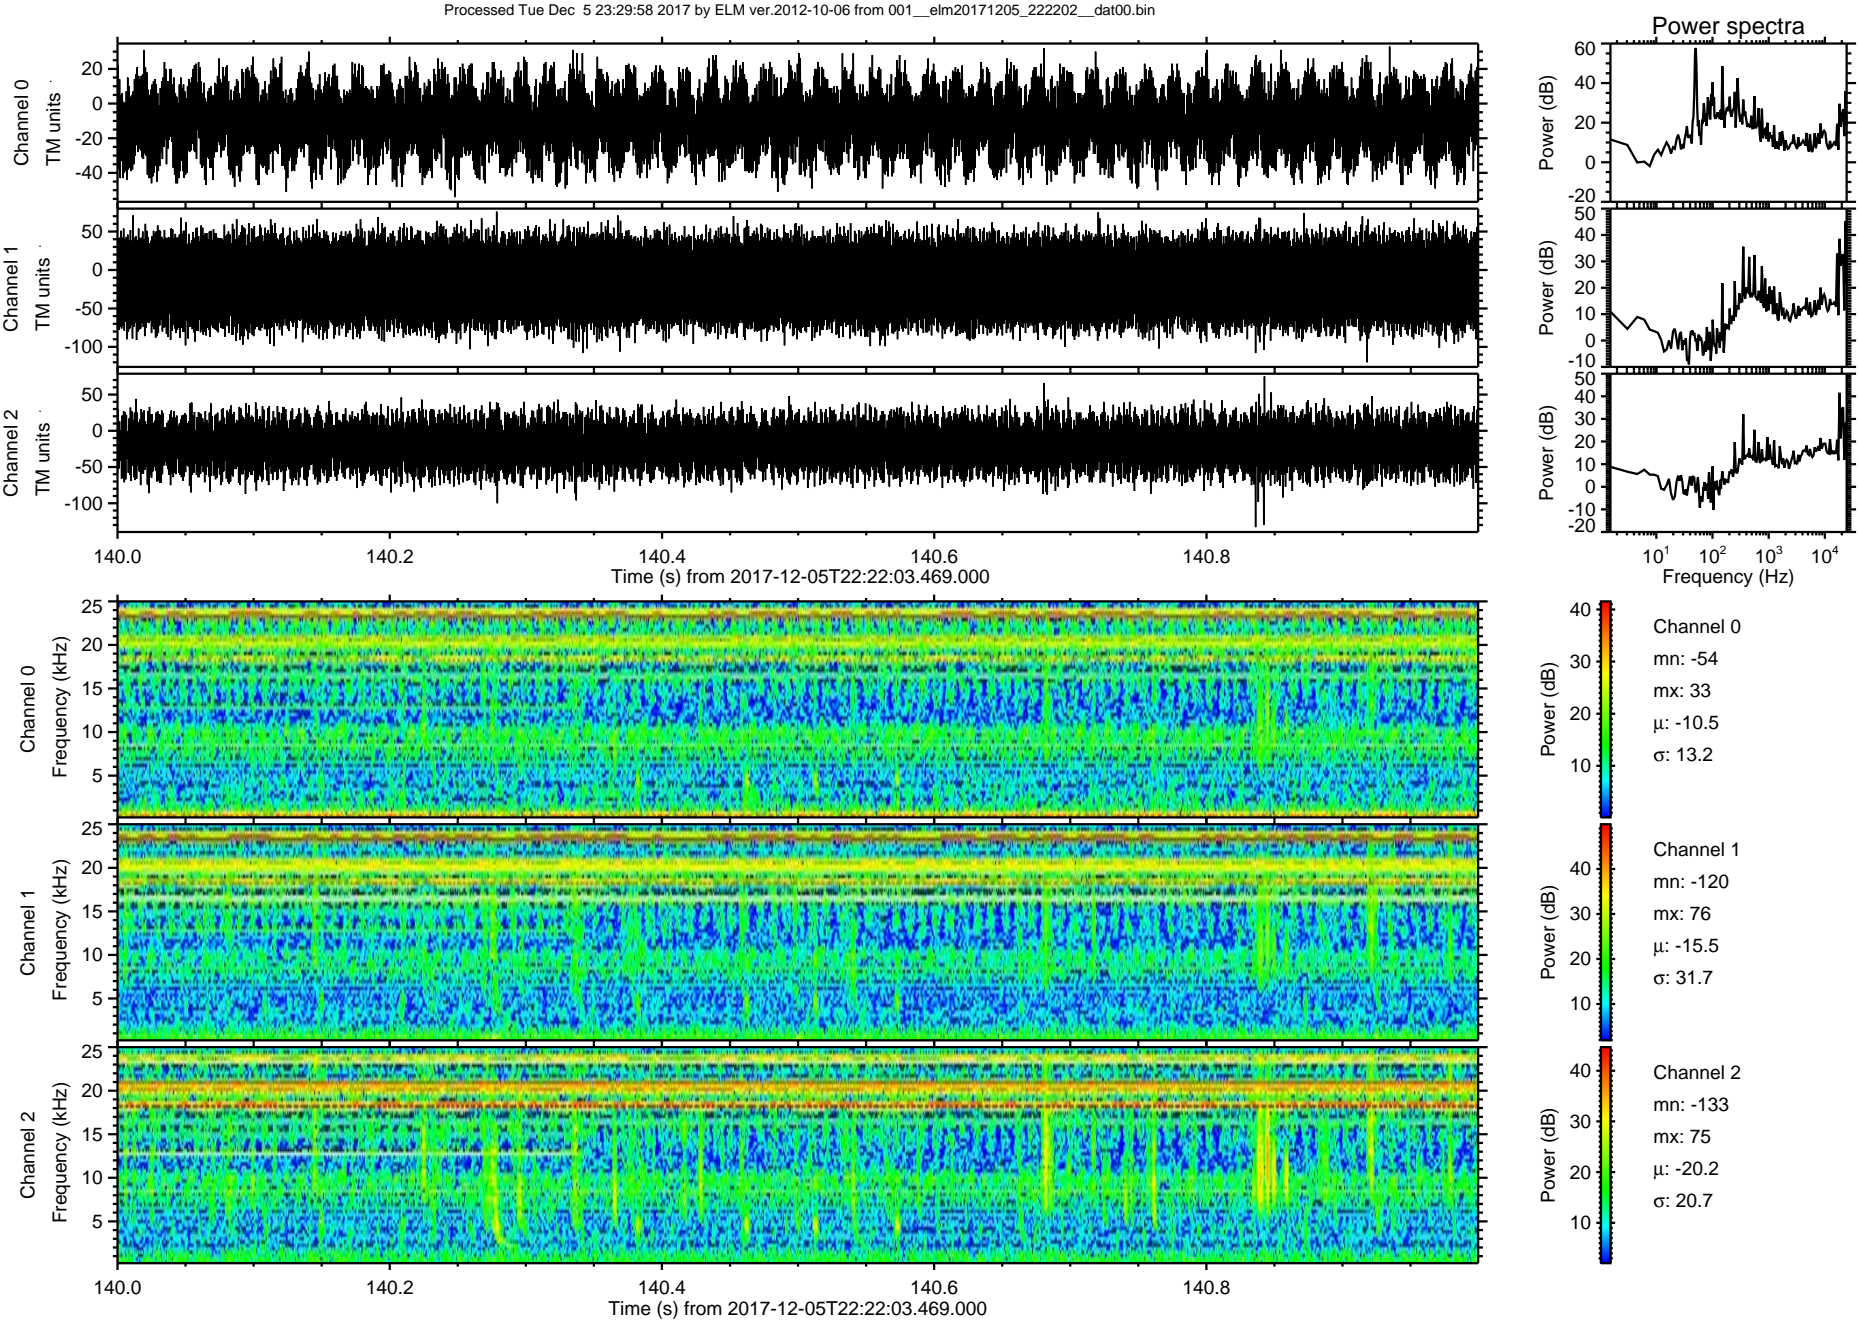 Processed Tue Dec 5 23:29:58 2017 by ELM ver.2012-10-06 from 001__elm20171205_222202__dat00.bin
Power spectra
Channel 0
TM units
20
0
-20
-40
Power (dB)
60
40
20
0
-20
Channel 1
TM units
50
0
-50
-100
Power (dB)
50
40
30
20
10
0
-10
Channel 2
TM units
50
0
-50
-100
Power (dB)
50
40
30
20
10
0
-10
-20
140.0 140.2 140.4 140.6 140.8
Time (s) from 2017-12-05T22:22:03.469.000
10¹ 10² 10³ 10⁴
Frequency (Hz)
Channel 0
Frequency (kHz)
25
20
15
10
5
Power (dB)
40
30
20
10
Channel 0
mn: -54
mx: 33
μ: -10.5
σ: 13.2
Channel 1
Frequency (kHz)
25
20
15
10
5
Power (dB)
40
30
20
10
Channel 1
mn: -120
mx: 76
μ: -15.5
σ: 31.7
Channel 2
Frequency (kHz)
25
20
15
10
5
Power (dB)
40
30
20
10
Channel 2
mn: -133
mx: 75
μ: -20.2
σ: 20.7
140.0 140.2 140.4 140.6 140.8
Time (s) from 2017-12-05T22:22:03.469.000